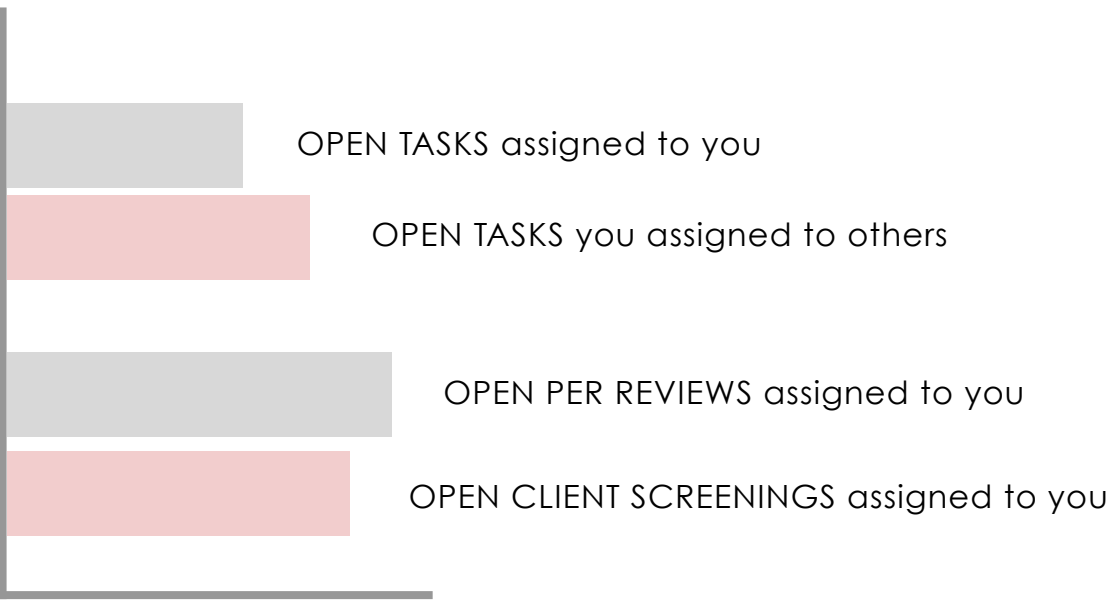 OPEN TASKS assigned to you
OPEN TASKS you assigned to others
OPEN PER REVIEWS assigned to you
OPEN CLIENT SCREENINGS assigned to you